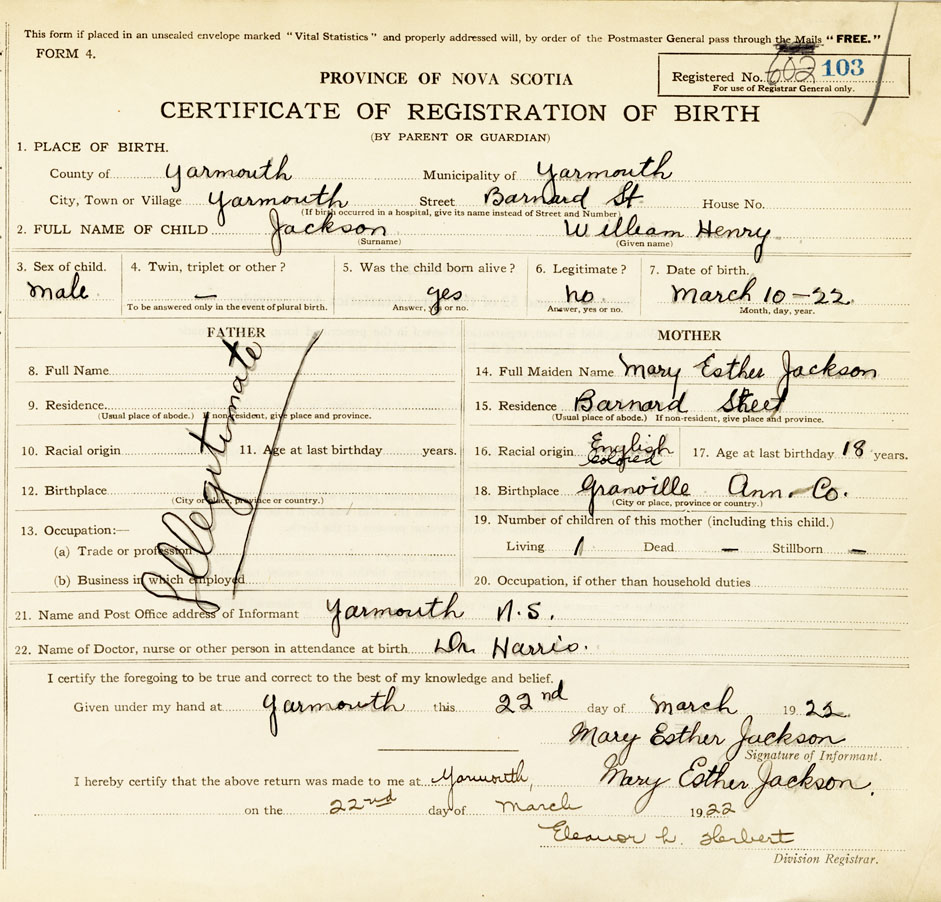 This form if placed in an unsealed envelope marked "Vital Statistics" and properly addressed will, by order of the Postmaster General pass through the Mails "FREE."
FORM 4.
PROVINCE OF NOVA SCOTIA
Registered No. 602 103
For use of Registrar General only.
CERTIFICATE OF REGISTRATION OF BIRTH
(BY PARENT OR GUARDIAN)
1. PLACE OF BIRTH.
County of Yarmouth Municipality of Yarmouth
City, Town or Village Yarmouth Street Barnard St. House No.
(If birth occurred in a hospital, give its name instead of Street and Number)
2. FULL NAME OF CHILD Jackson William Henry
(Surname) (Given name)
3. Sex of child. 4. Twin, triplet or other? 5. Was the child born alive? 6. Legitimate? 7. Date of birth.
male — yes no March 10-22
To be answered only in the event of plural birth. Answer, yes or no. Answer, yes or no. Month, day, year.
FATHER MOTHER
Illegitimate
8. Full Name 14. Full Maiden Name Mary Esther Jackson
9. Residence 15. Residence Barnard Street
(Usual place of abode.) If non-resident, give place and province. (Usual place of abode.) If non-resident, give place and province.
10. Racial origin 11. Age at last birthday years. 16. Racial origin English Colored 17. Age at last birthday 18 years.
12. Birthplace 18. Birthplace Granville Ann. Co.
(City or place, province or country.) (City or place, province or country.)
13. Occupation:— 19. Number of children of this mother (including this child.)
(a) Trade or profession Living 1 Dead — Stillborn —
(b) Business in which employed 20. Occupation, if other than household duties
21. Name and Post Office address of Informant Yarmouth N.S.
22. Name of Doctor, nurse or other person in attendance at birth Dr. Harris.
I certify the foregoing to be true and correct to the best of my knowledge and belief.
Given under my hand at Yarmouth this 22nd day of March 1922
Mary Esther Jackson
Signature of Informant.
I hereby certify that the above return was made to me at Yarmouth, Mary Esther Jackson.
on the 22nd day of March 1922
Eleanor L. Herbert
Division Registrar.